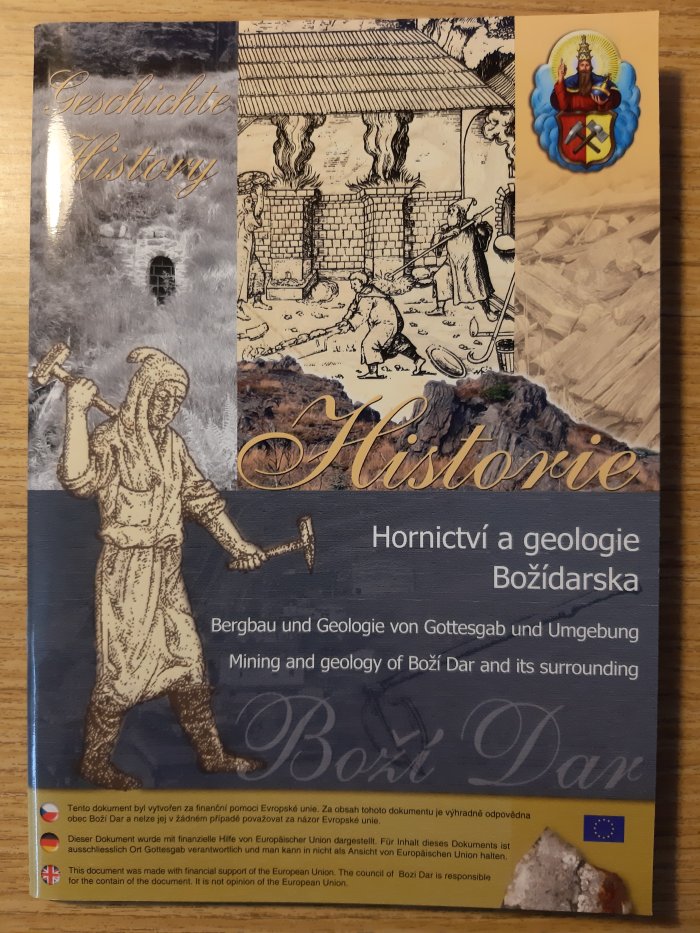 Geschichte
History
Historie
Hornictví a geologie
Božídarska
Bergbau und Geologie von Gottesgab und Umgebung
Mining and geology of Boží Dar and its surrounding
Boží Dar
Tento dokument byl vytvořen za finanční pomoci Evropské unie. Za obsah tohoto dokumentu je výhradně odpovědna
obec Boží Dar a nelze jej v žádném případě považovat za názor Evropské unie.
Dieser Dokument wurde mit finanzielle Hilfe von Europäischer Union dargestellt. Für Inhalt dieses Dokuments ist
ausschliesslich Ort Gottesgab verantwortlich und man kann in nicht als Ansicht von Europäischen Union halten.
This document was made with financial support of the European Union. The council of Bozi Dar is responsible
for the contain of the document. It is not opinion of the European Union.